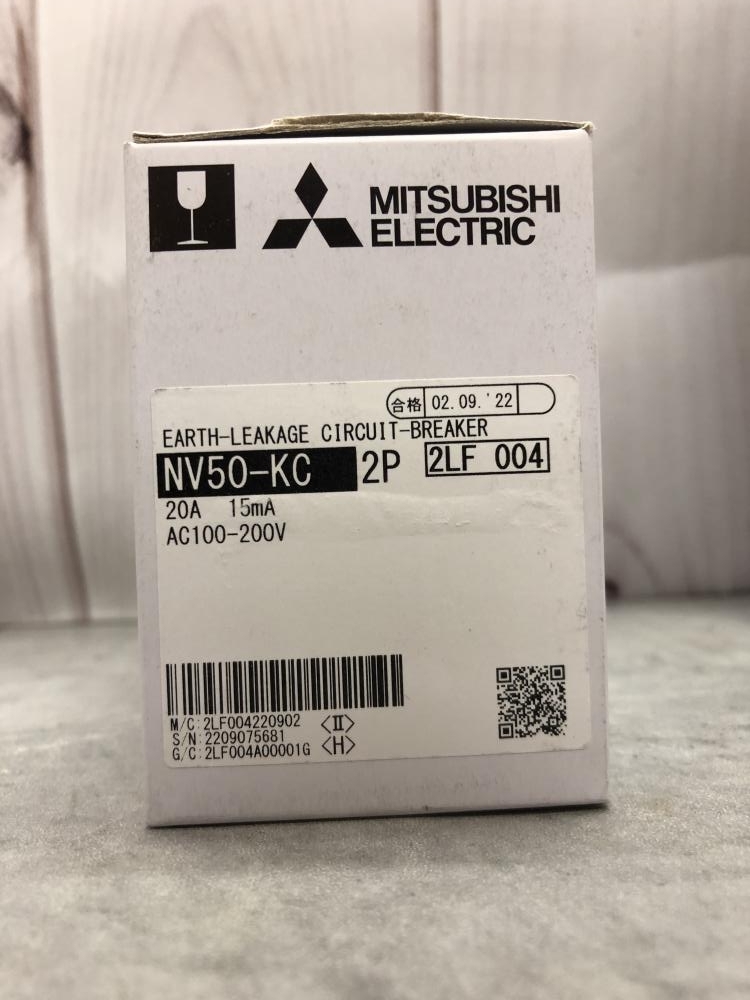 MITSUBISHI
ELECTRIC
合格 02.09.'22
EARTH-LEAKAGE CIRCUIT-BREAKER
NV50-KC 2P 2LF 004
20A 15mA
AC100-200V
M/C:2LF004220902 <II>
S/N:2209075681
G/C:2LF004A00001G <H>